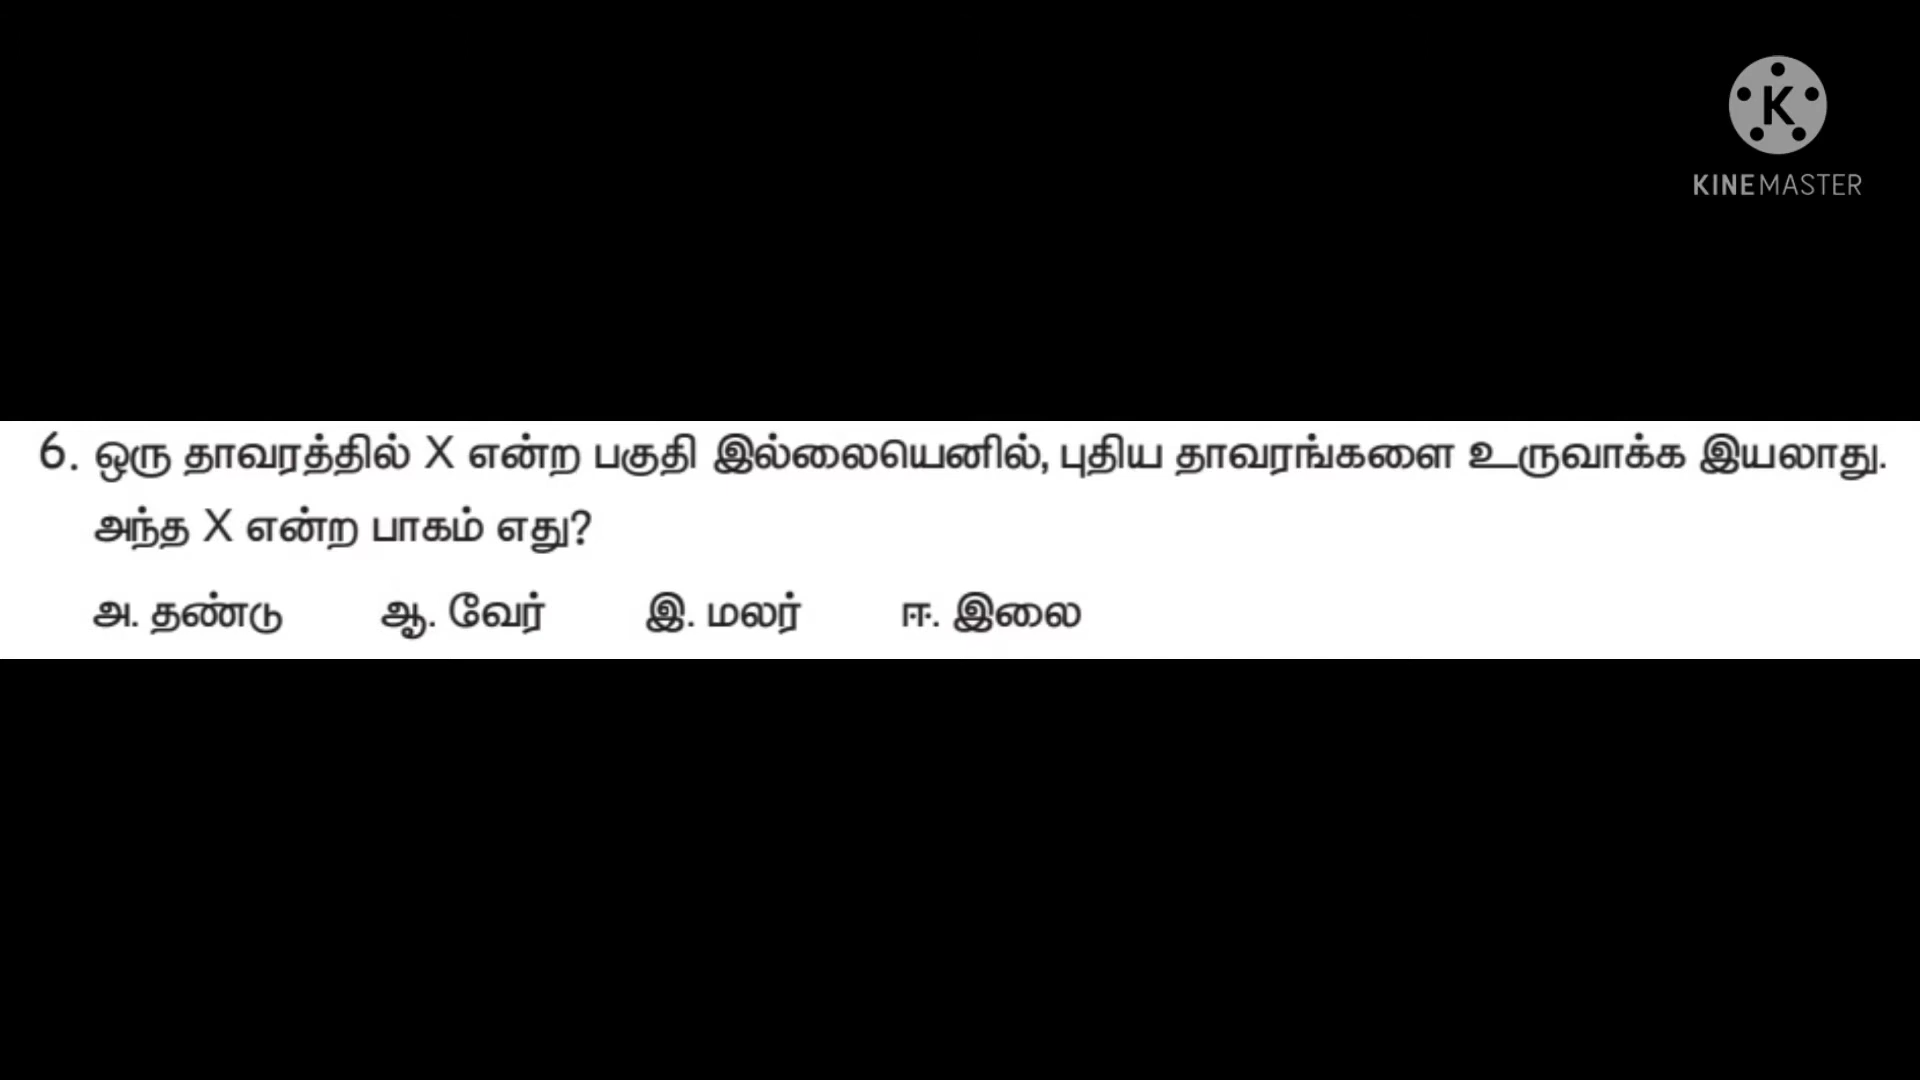 K
KINEMASTER
6. ஒரு தாவரத்தில் X என்ற பகுதி இல்லையெனில், புதிய தாவரங்களை உருவாக்க இயலாது.
அந்த X என்ற பாகம் எது?
அ. தண்டு ஆ. வேர் இ. மலர் ஈ. இலை